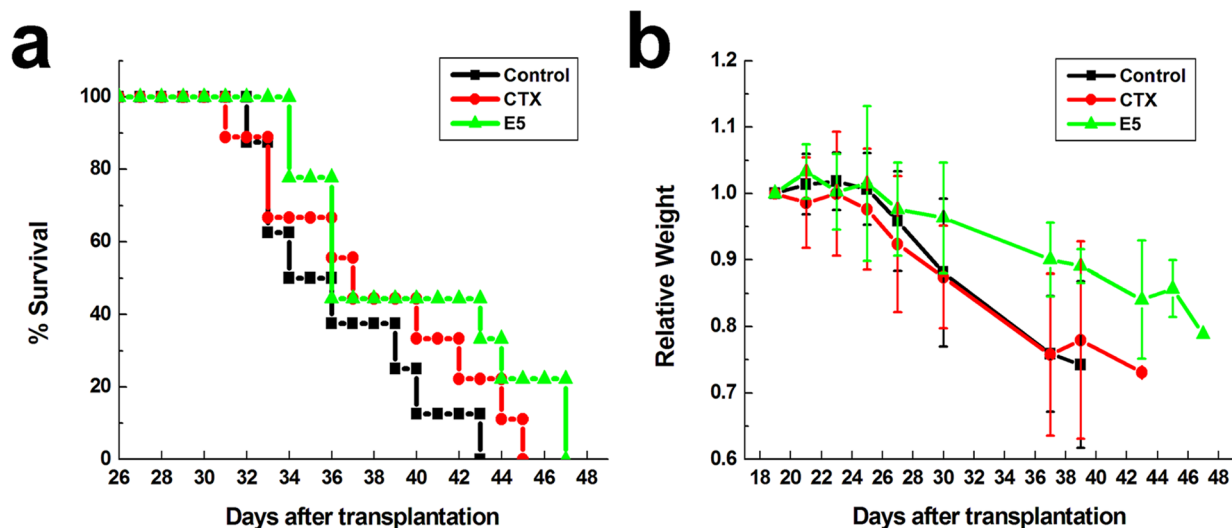 a
Control
CTX
E5
100
80
60
40
20
0
% Survival
26 28 30 32 34 36 38 40 42 44 46 48
Days after transplantation
b
Control
CTX
E5
1.2
1.1
1.0
0.9
0.8
0.7
0.6
Relative Weight
18 20 22 24 26 28 30 32 34 36 38 40 42 44 46 48
Days after transplantation